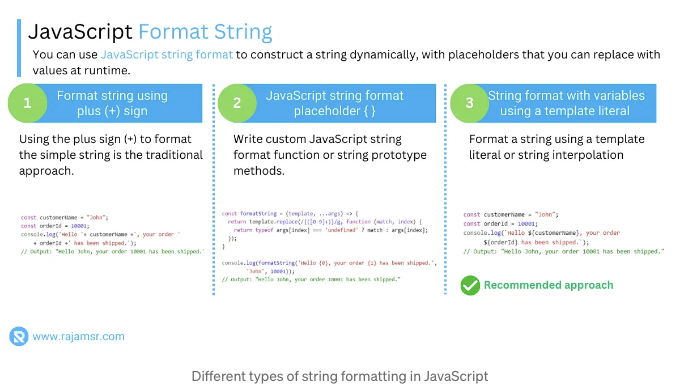 JavaScript Format String
You can use JavaScript string format to construct a string dynamically, with placeholders that you can replace with
values at runtime.
1
Format string using
plus (+) sign
Using the plus sign (+) to format
the simple string is the traditional
approach.
const customerName = "John";
const orderId = 10001;
console.log('Hello '+ customerName +', your order '
+ orderId +' has been shipped.');
// Output: "Hello John, your order 10001 has been shipped."
2
JavaScript string format
placeholder { }
Write custom JavaScript string
format function or string prototype
methods.
const formatString = (template, ...args) => {
return template.replace(/{([0-9]+)}/g, function (match, index) {
return typeof args[index] === 'undefined' ? match : args[index];
});
}
console.log(formatString('Hello {0}, your order {1} has been shipped.',
'John', 10001));
// Output: "Hello John, your order 10001 has been shipped."
3
String format with variables
using a template literal
Format a string using a template
literal or string interpolation
const customerName = "John";
const orderId = 10001;
console.log(`Hello ${customerName}, your order
${orderId} has been shipped.`);
// Output: "Hello John, your order 10001 has been shipped."
Recommended approach
www.rajamsr.com
Different types of string formatting in JavaScript